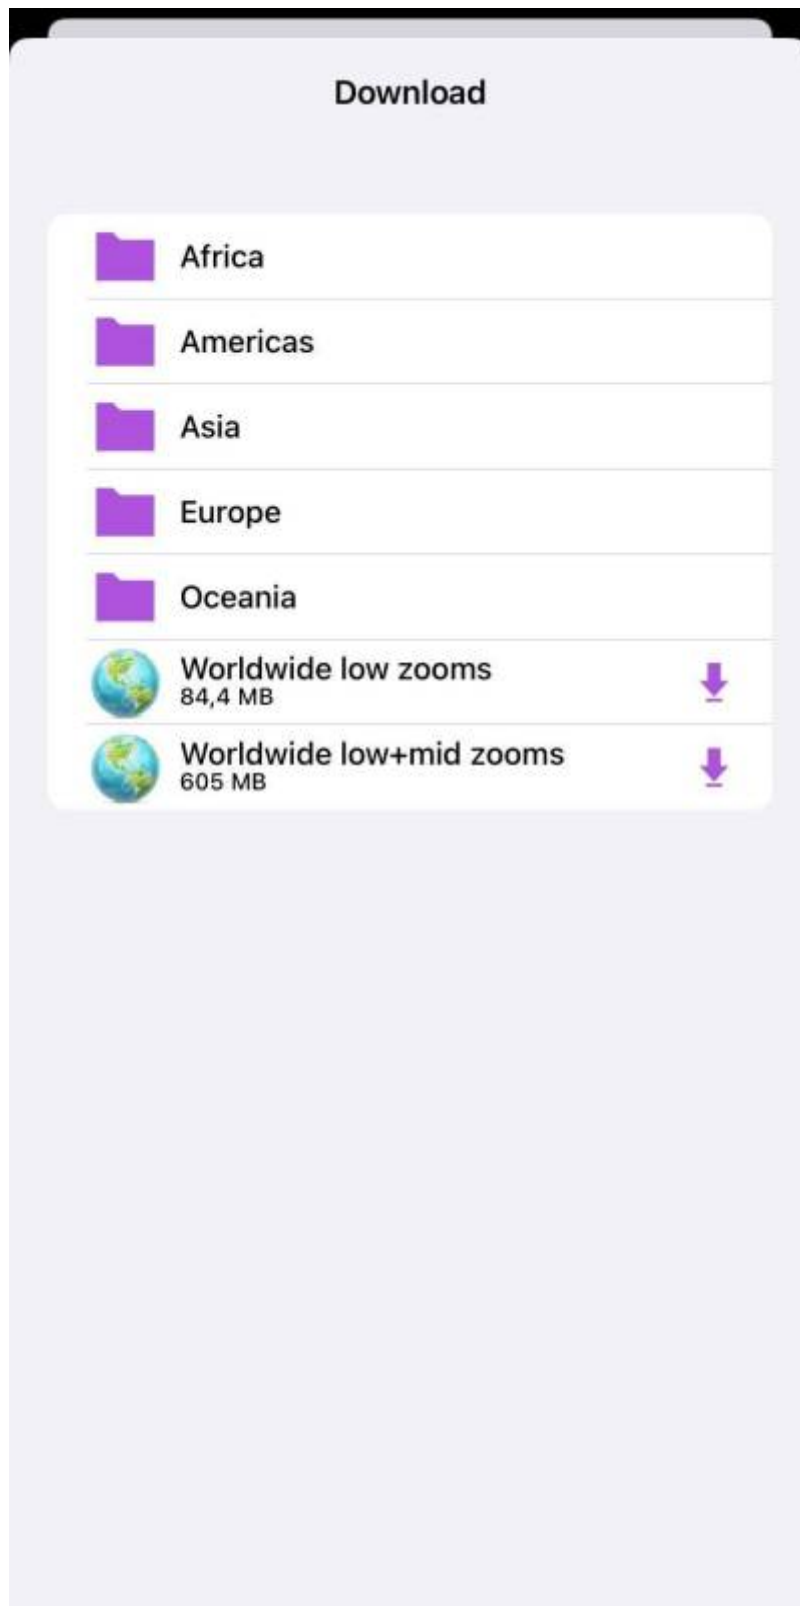 Download
Africa
Americas
Asia
Europe
Oceania
Worldwide low zooms
84,4 MB
Worldwide low+mid zooms
605 MB